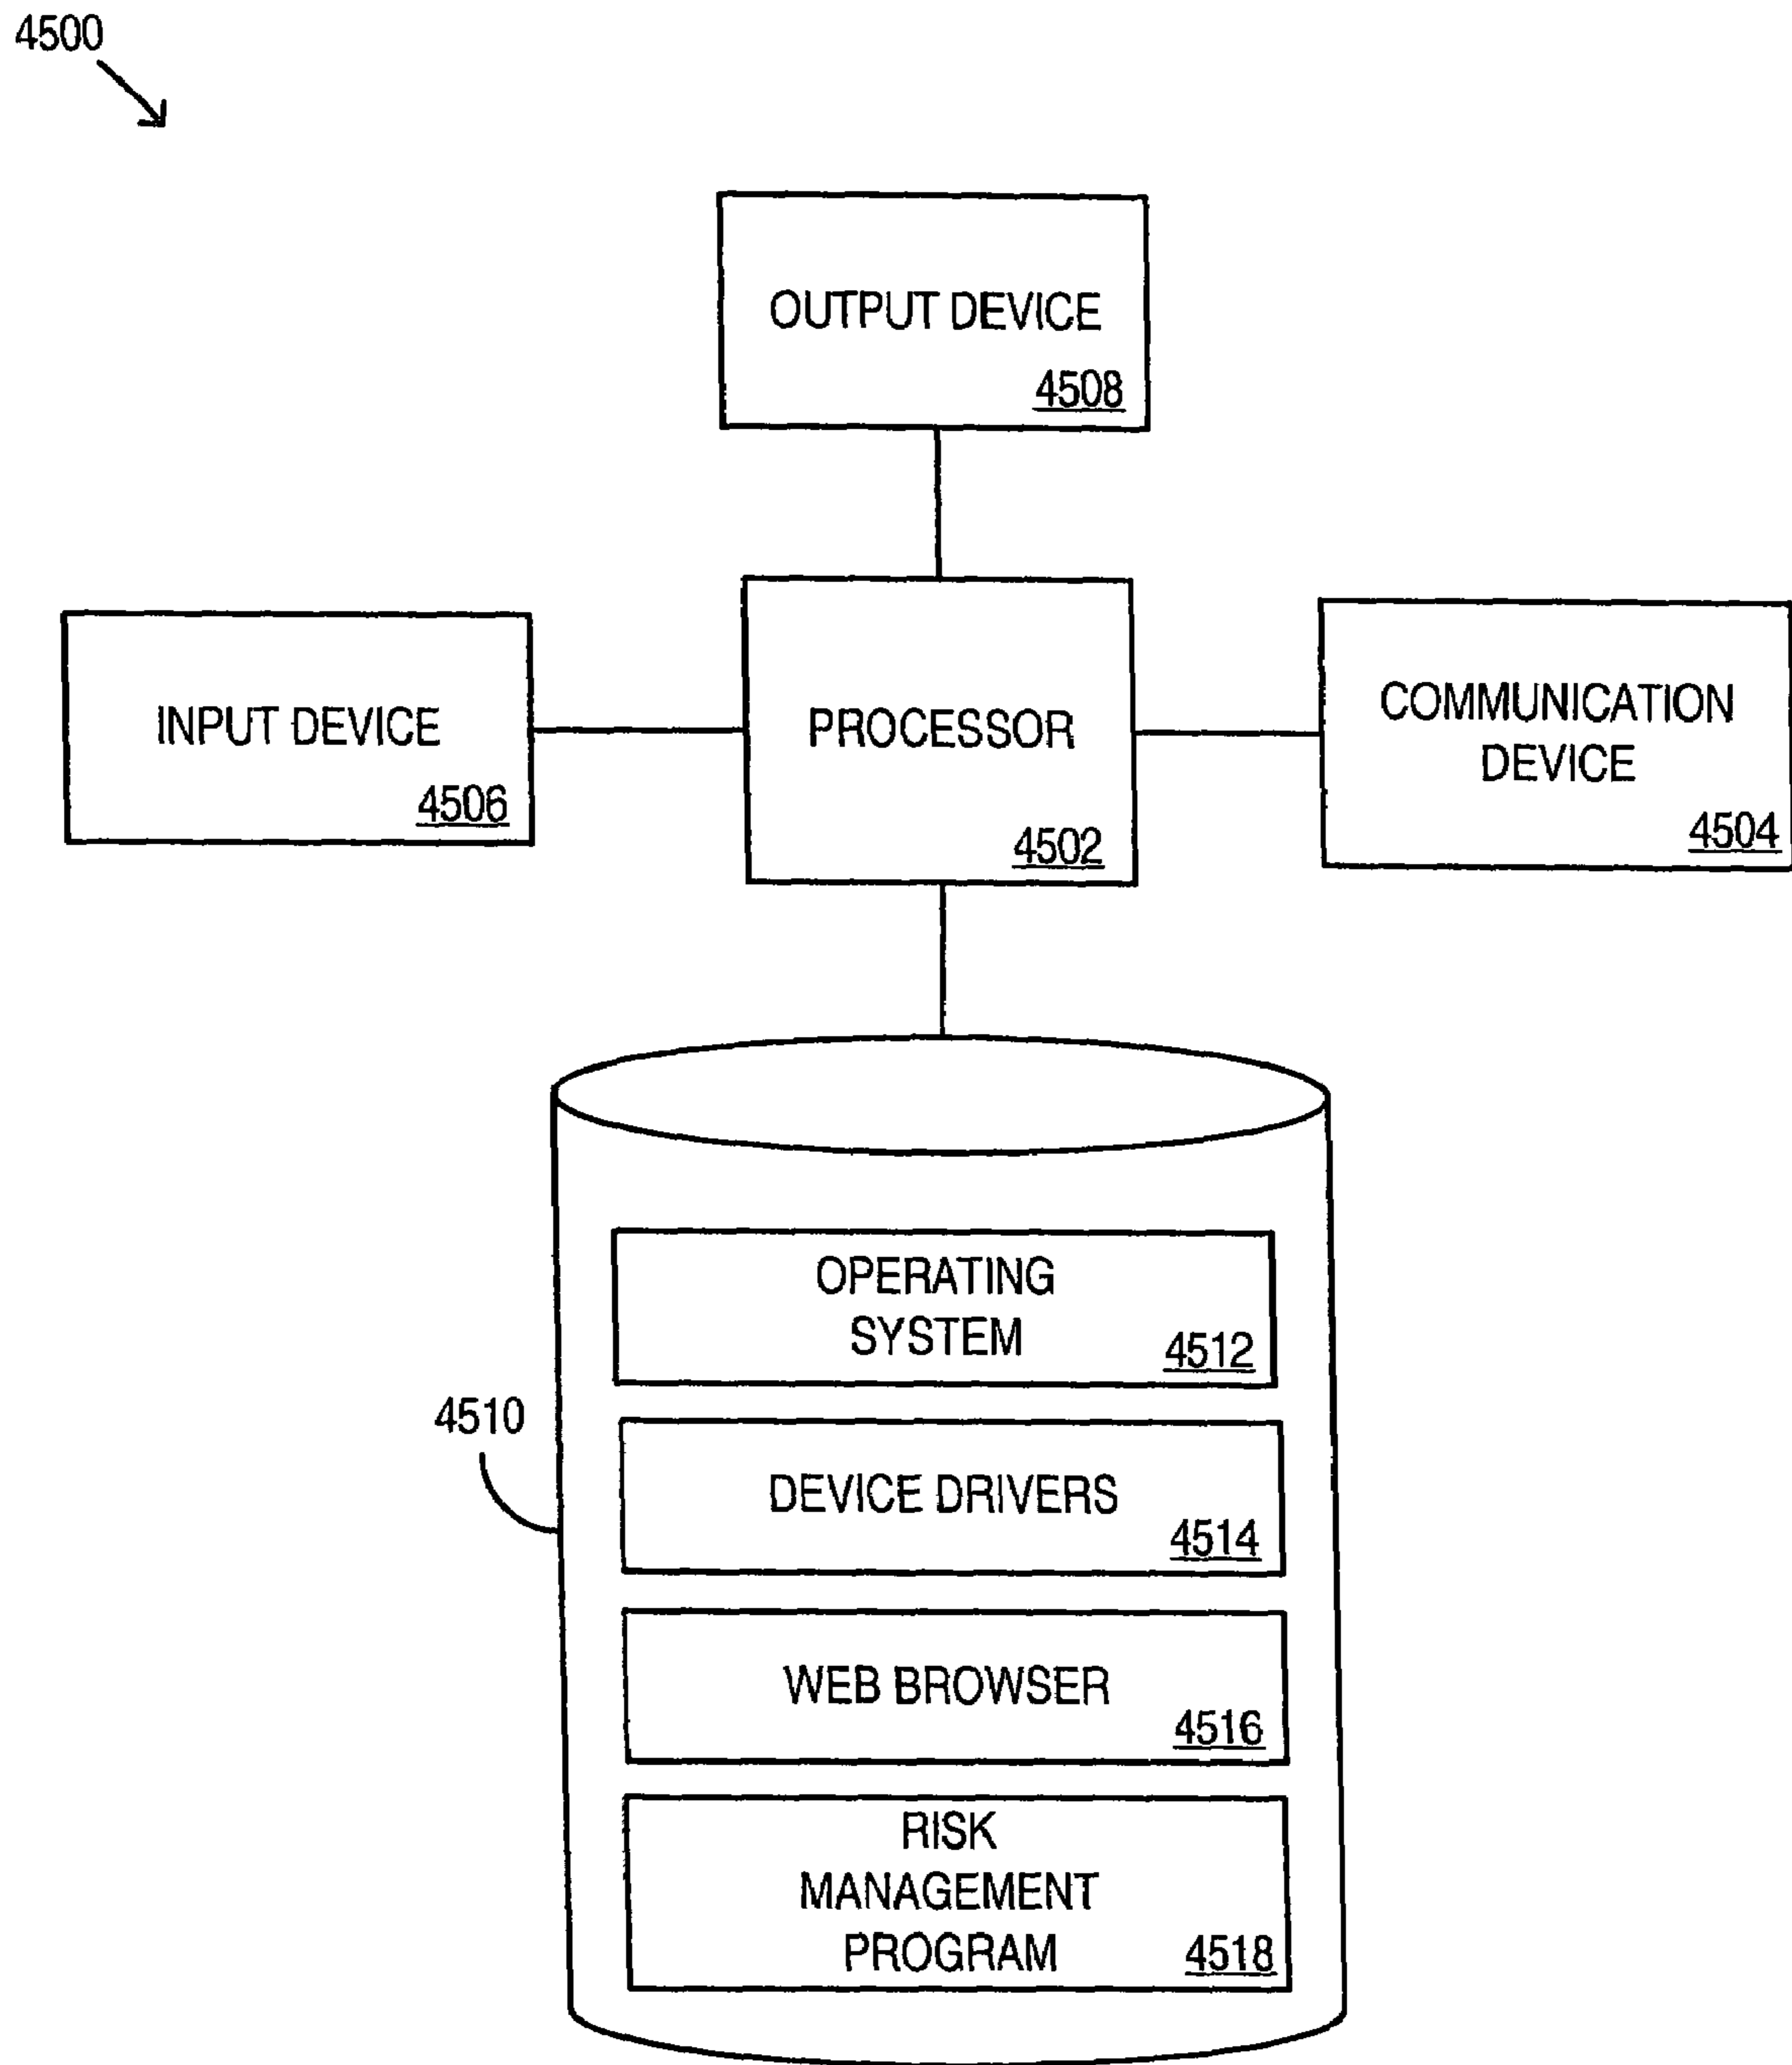 4500
OUTPUT DEVICE
4508
INPUT DEVICE
4506
PROCESSOR
4502
COMMUNICATION
DEVICE
4504
OPERATING
SYSTEM
4512
4510
DEVICE DRIVERS
4514
WEB BROWSER
4516
RISK
MANAGEMENT
PROGRAM
4518